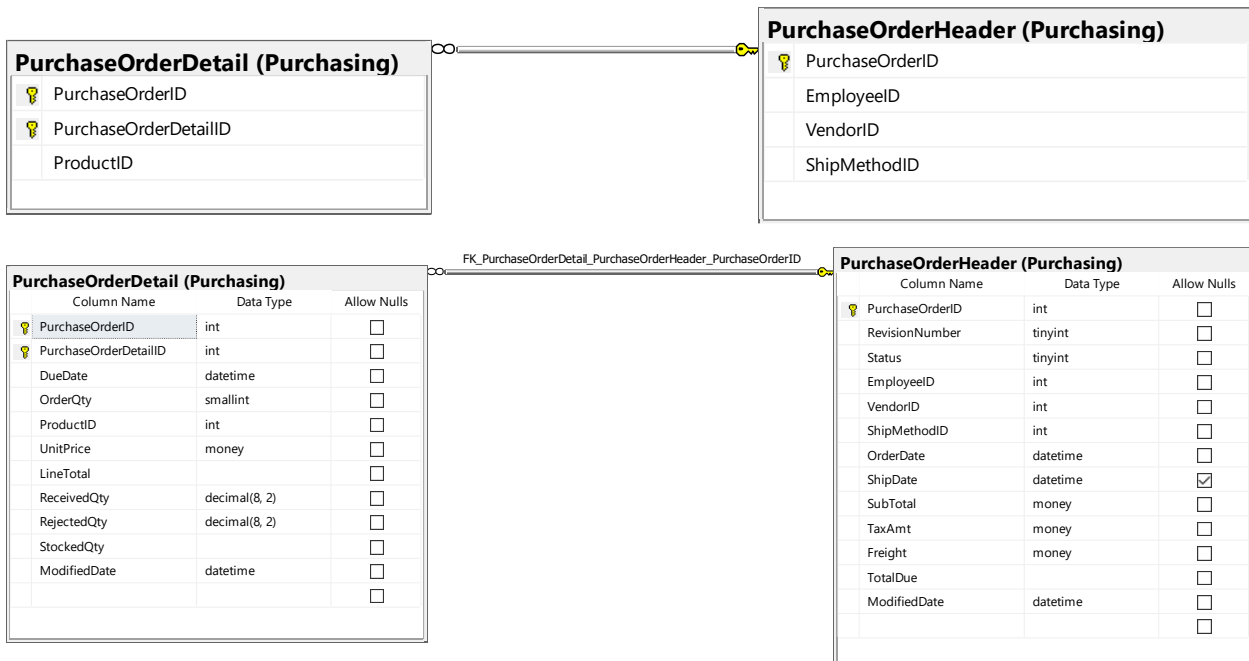 PurchaseOrderDetail (Purchasing)
PurchaseOrderID
PurchaseOrderDetailID
ProductID
PurchaseOrderHeader (Purchasing)
PurchaseOrderID
EmployeeID
VendorID
ShipMethodID
FK_PurchaseOrderDetail_PurchaseOrderHeader_PurchaseOrderID
PurchaseOrderDetail (Purchasing)
Column Name Data Type Allow Nulls
PurchaseOrderID int
PurchaseOrderDetailID int
DueDate datetime
OrderQty smallint
ProductID int
UnitPrice money
LineTotal
ReceivedQty decimal(8, 2)
RejectedQty decimal(8, 2)
StockedQty
ModifiedDate datetime
PurchaseOrderHeader (Purchasing)
Column Name Data Type Allow Nulls
PurchaseOrderID int
RevisionNumber tinyint
Status tinyint
EmployeeID int
VendorID int
ShipMethodID int
OrderDate datetime
ShipDate datetime
SubTotal money
TaxAmt money
Freight money
TotalDue
ModifiedDate datetime